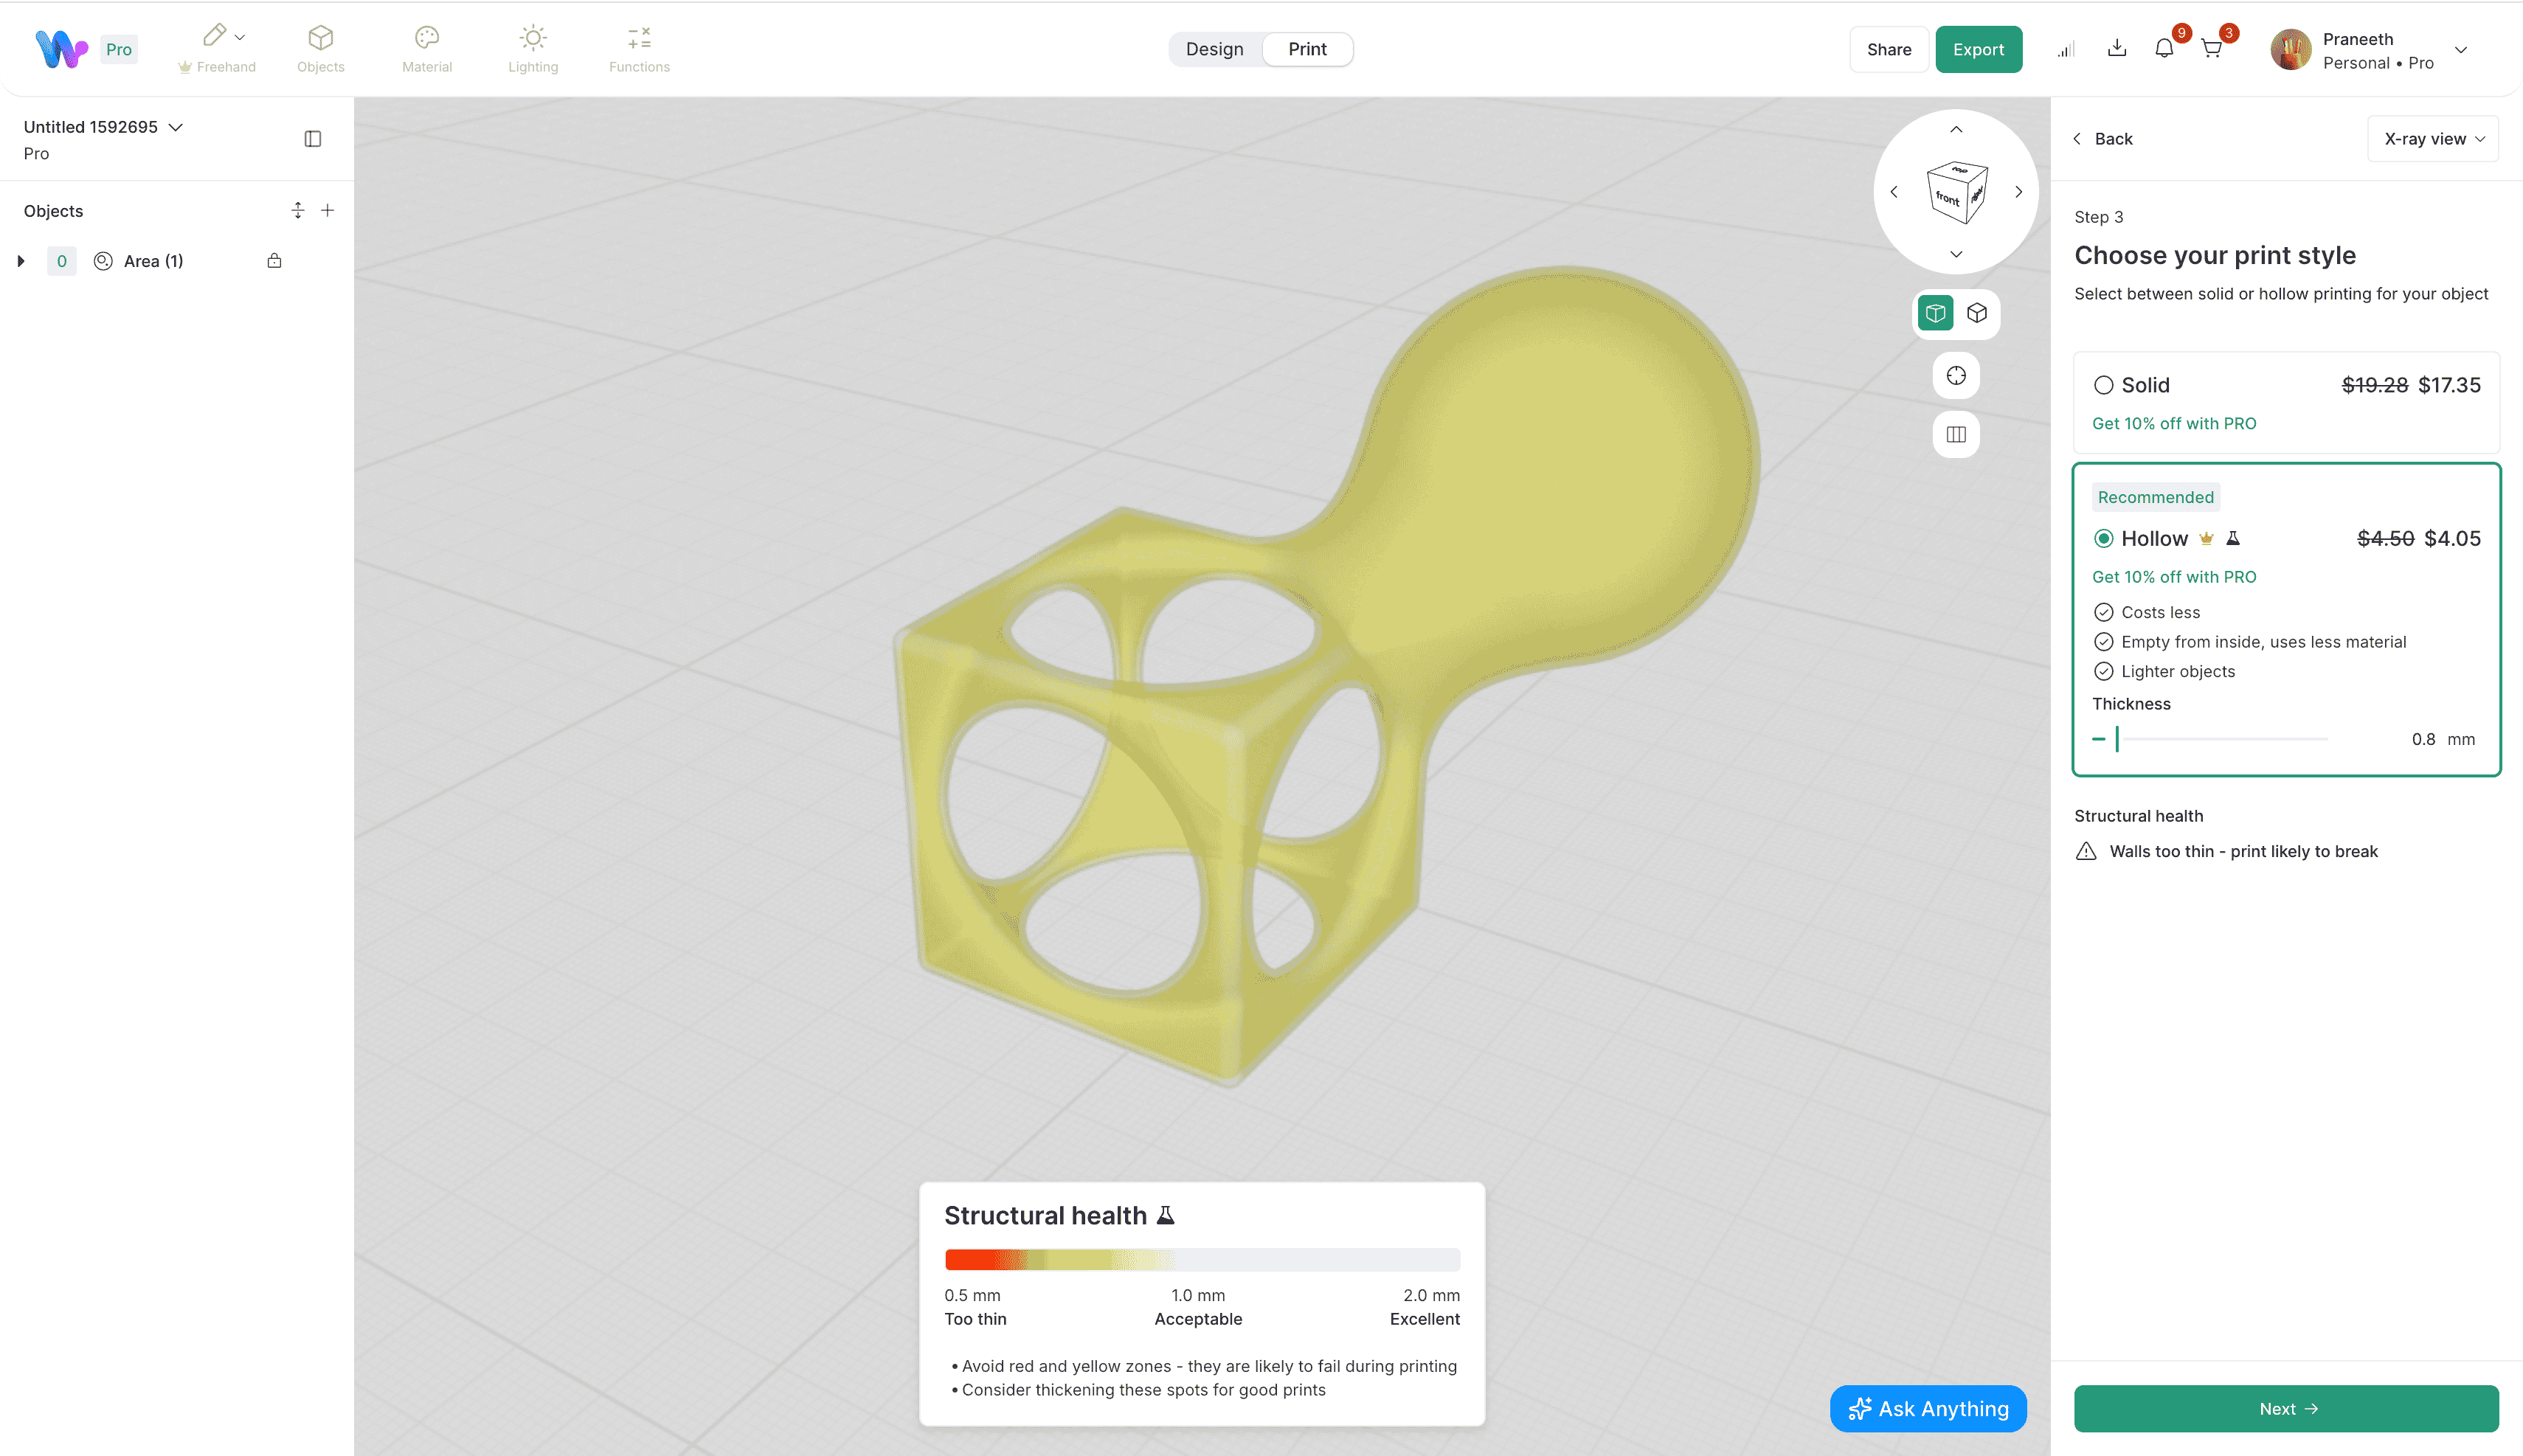 Pro
Freehand
Objects
Material
Lighting
Functions
Design
Print
Share
Export
9
3
Praneeth
Personal • Pro
Untitled 1592695
Pro
Objects
0
Area (1)
front
Back
X-ray view
Step 3
Choose your print style
Select between solid or hollow printing for your object
Solid
$19.28 $17.35
Get 10% off with PRO
Recommended
Hollow
$4.50 $4.05
Get 10% off with PRO
Costs less
Empty from inside, uses less material
Lighter objects
Thickness
0.8 mm
Structural health
Walls too thin - print likely to break
Structural health
0.5 mm
1.0 mm
2.0 mm
Too thin
Acceptable
Excellent
• Avoid red and yellow zones - they are likely to fail during printing
• Consider thickening these spots for good prints
Ask Anything
Next →